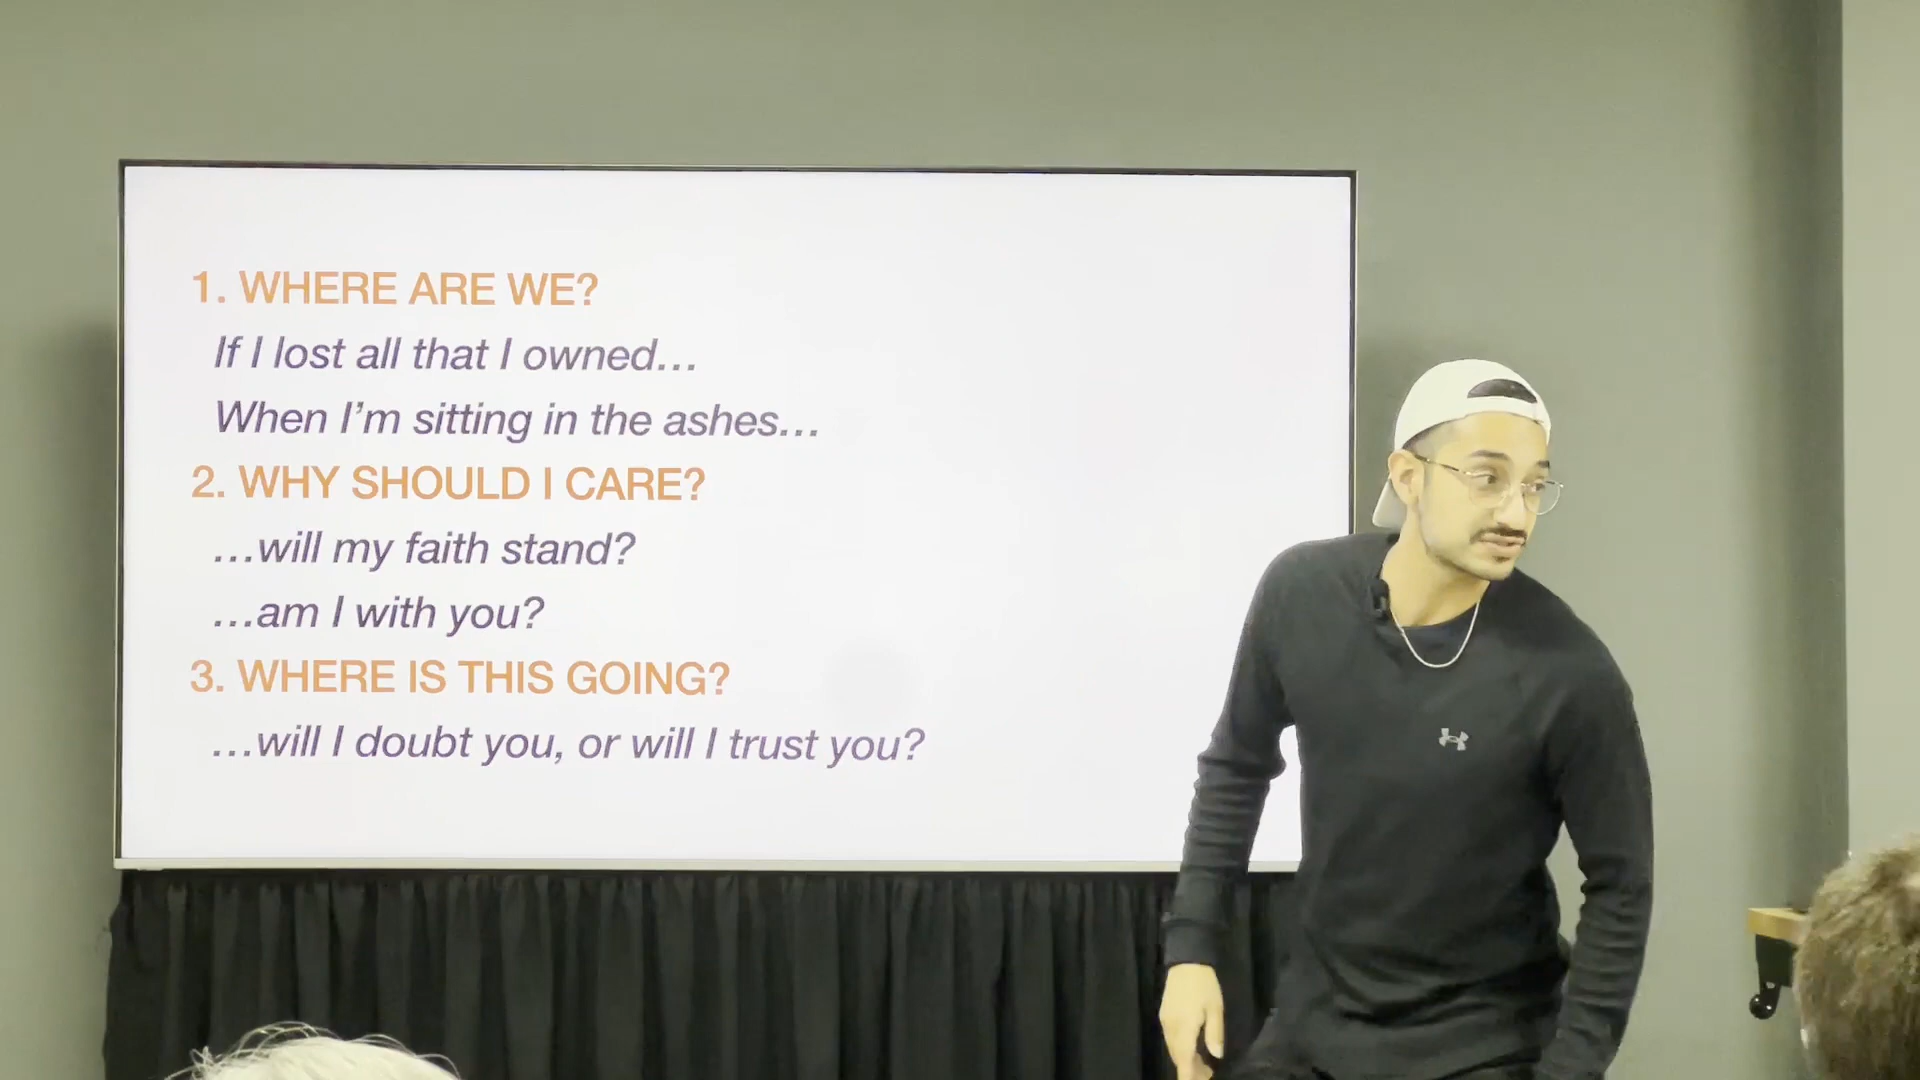 1. WHERE ARE WE?
If I lost all that I owned…
When I’m sitting in the ashes…
2. WHY SHOULD I CARE?
…will my faith stand?
…am I with you?
3. WHERE IS THIS GOING?
…will I doubt you, or will I trust you?